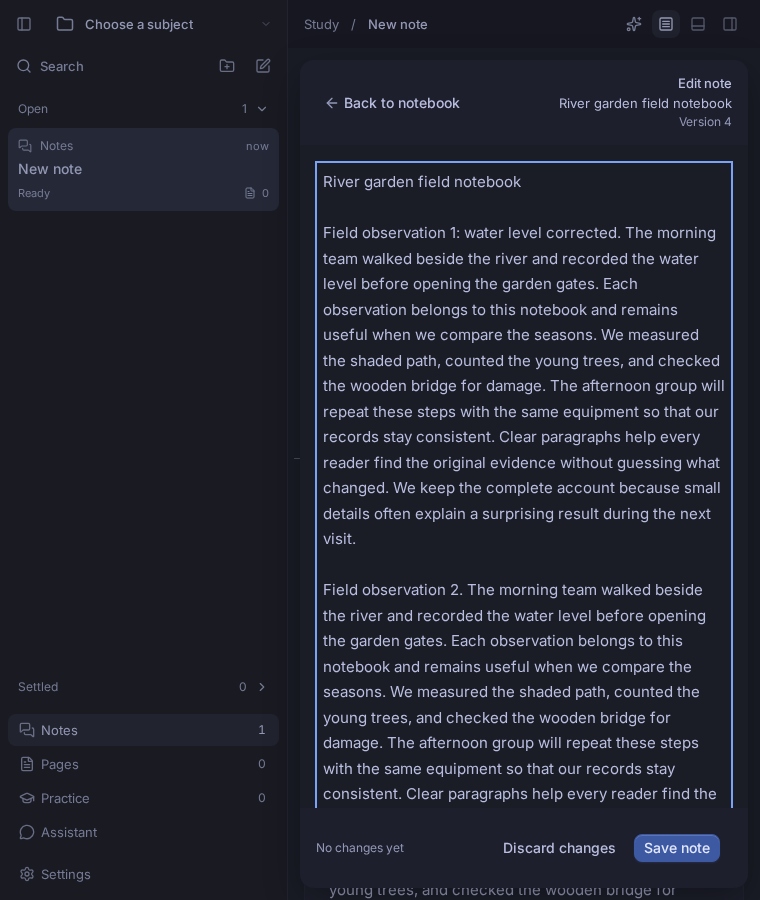 Choose a subject
Search
Open 1
Notes now
New note
Ready 0
Settled 0
Notes 1
Pages 0
Practice 0
Assistant
Settings
Study / New note
Back to notebook
Edit note
River garden field notebook
Version 4
River garden field notebook
Field observation 1: water level corrected. The morning
team walked beside the river and recorded the water
level before opening the garden gates. Each
observation belongs to this notebook and remains
useful when we compare the seasons. We measured
the shaded path, counted the young trees, and checked
the wooden bridge for damage. The afternoon group will
repeat these steps with the same equipment so that our
records stay consistent. Clear paragraphs help every
reader find the original evidence without guessing what
changed. We keep the complete account because small
details often explain a surprising result during the next
visit.
Field observation 2. The morning team walked beside
the river and recorded the water level before opening
the garden gates. Each observation belongs to this
notebook and remains useful when we compare the
seasons. We measured the shaded path, counted the
young trees, and checked the wooden bridge for
damage. The afternoon group will repeat these steps
with the same equipment so that our records stay
consistent. Clear paragraphs help every reader find the
No changes yet
Discard changes
Save note
young trees, and checked the wooden bridge for